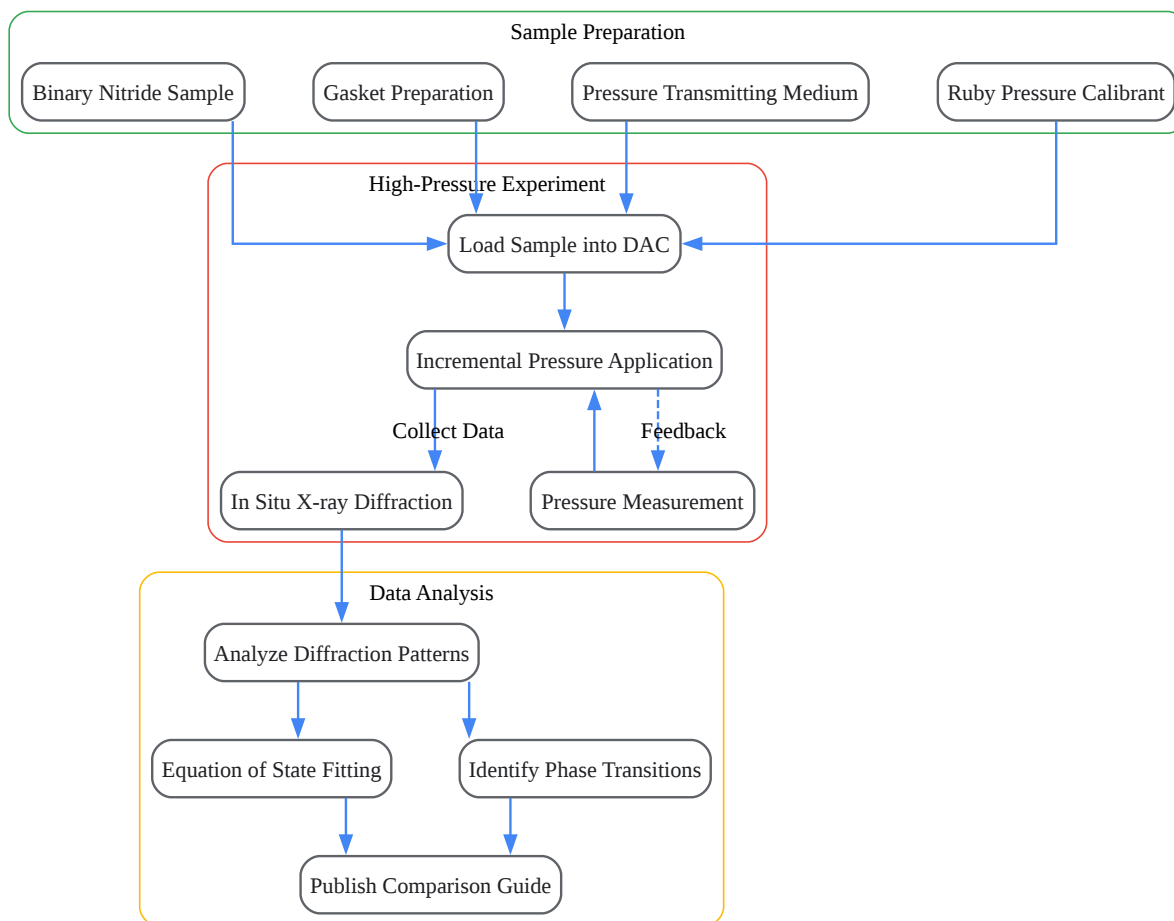 Sample Preparation
Binary Nitride Sample
Gasket Preparation
Pressure Transmitting Medium
Ruby Pressure Calibrant
High-Pressure Experiment
Load Sample into DAC
Incremental Pressure Application
Collect Data
Feedback
In Situ X-ray Diffraction
Pressure Measurement
Data Analysis
Analyze Diffraction Patterns
Equation of State Fitting
Identify Phase Transitions
Publish Comparison Guide